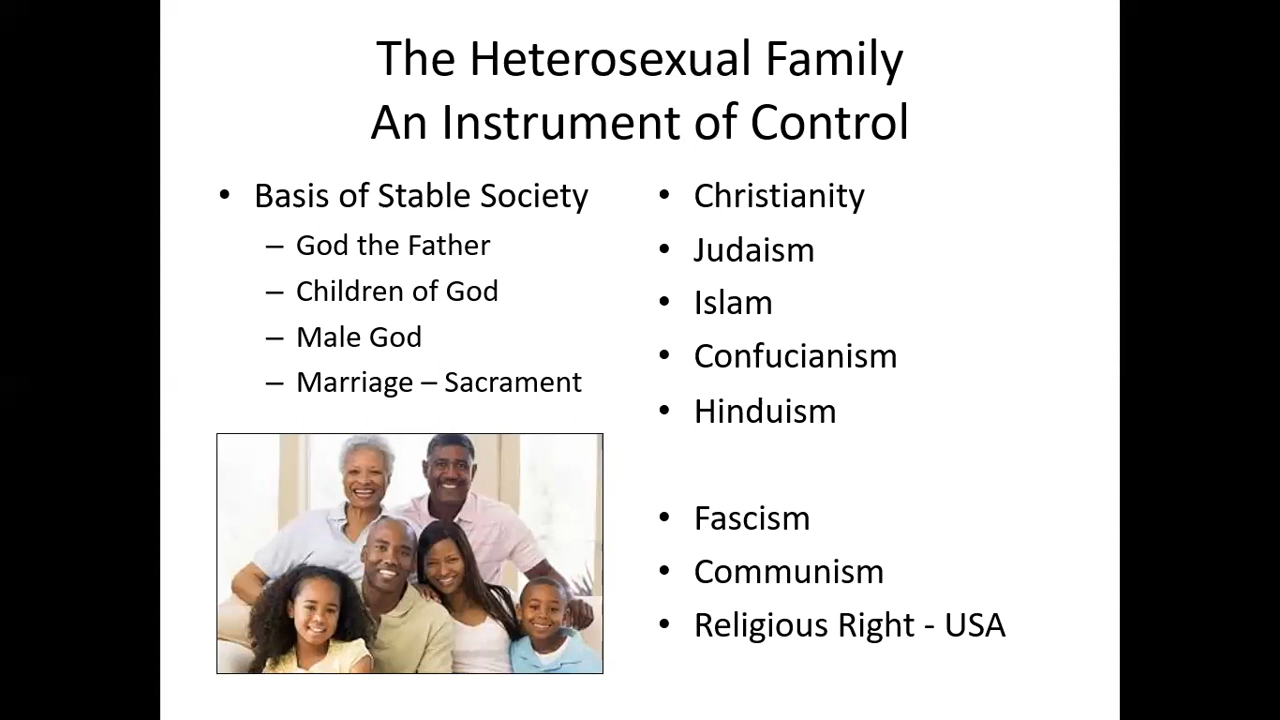 The Heterosexual Family
An Instrument of Control
• Basis of Stable Society
– God the Father
– Children of God
– Male God
– Marriage – Sacrament
• Christianity
• Judaism
• Islam
• Confucianism
• Hinduism
• Fascism
• Communism
• Religious Right - USA